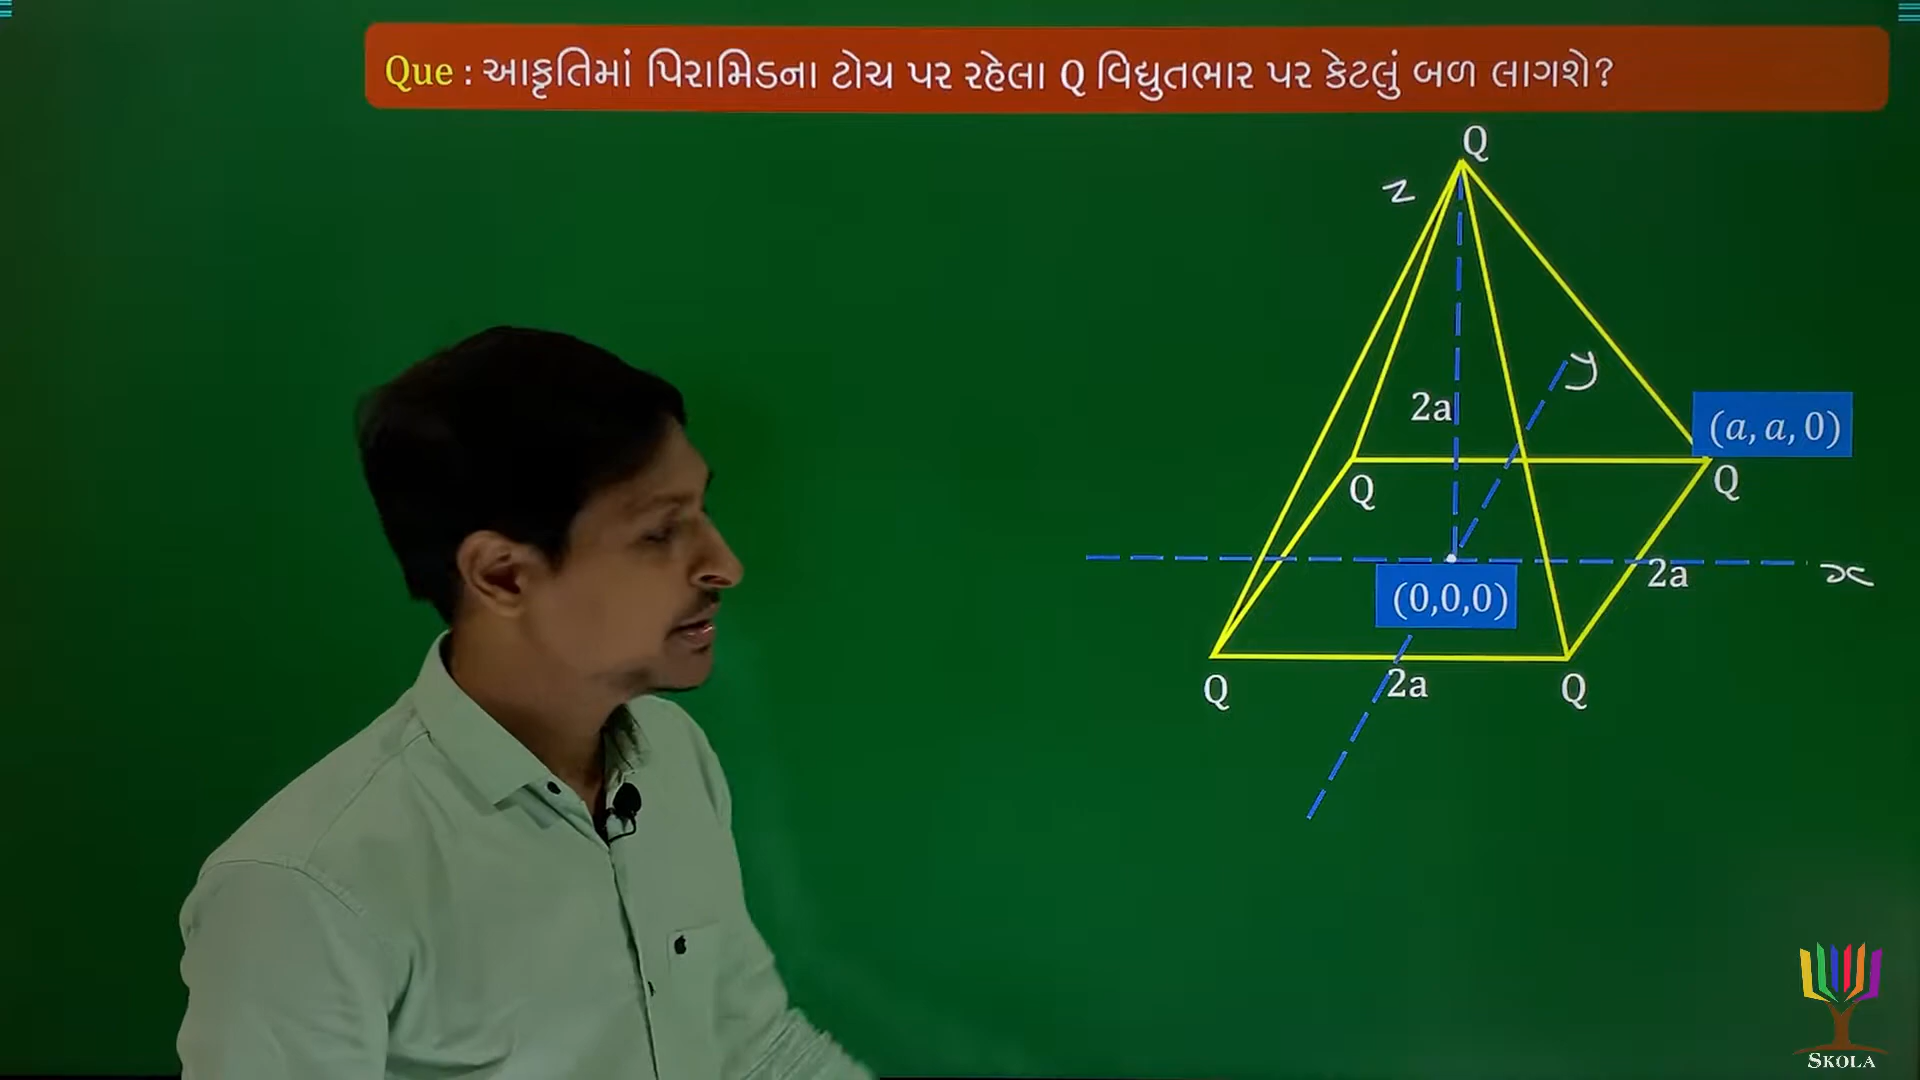 Que : આકૃતિમાં પિરામિડના ટોચ પર રહેલા Q વિદ્યુતભાર પર કેટલું બળ લાગશે?
Q
z
y
2a
(a, a, 0)
Q
Q
2a
x
(0,0,0)
2a
Q
Q
SKOLA